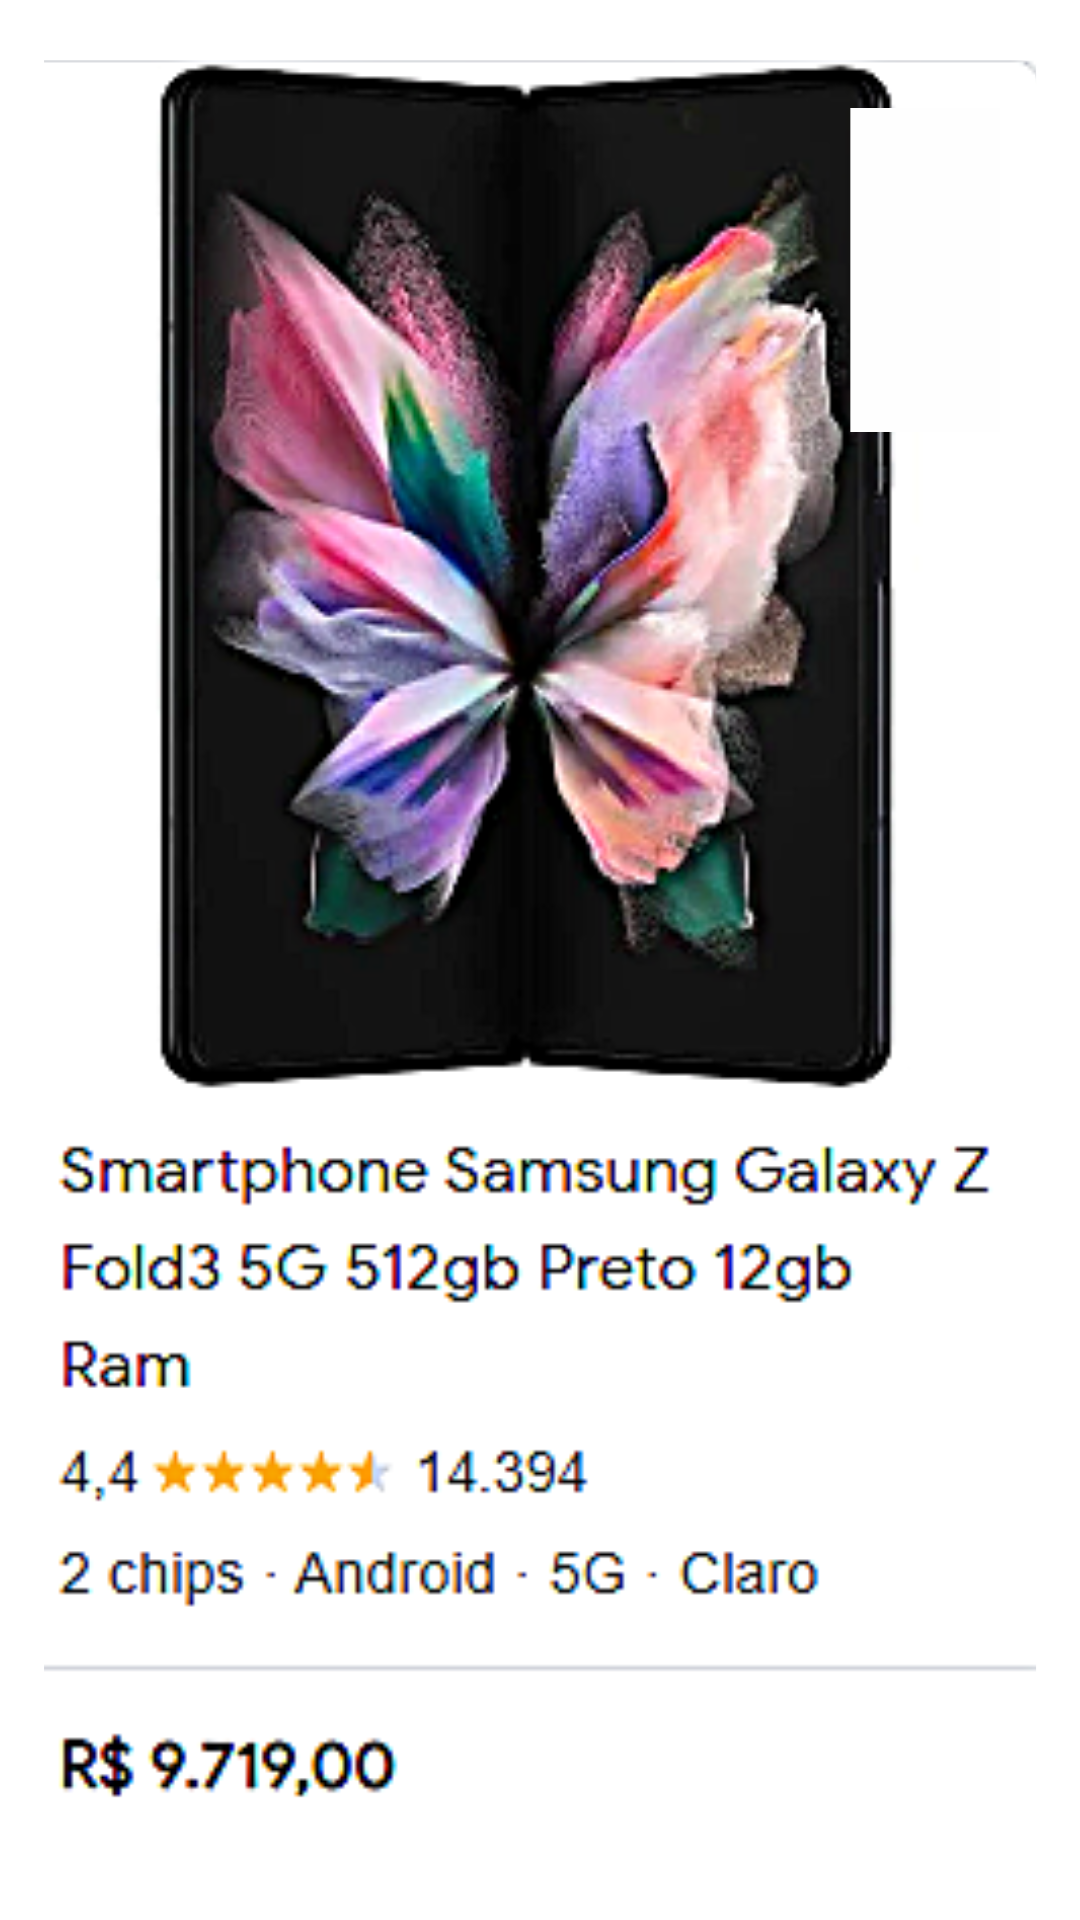 Smartphone Samsung Galaxy Z
Fold3 5G 512gb Preto 12gb
Ram
4,4 ★★★★★ 14.394
2 chips · Android · 5G · Claro
R$ 9.719,00